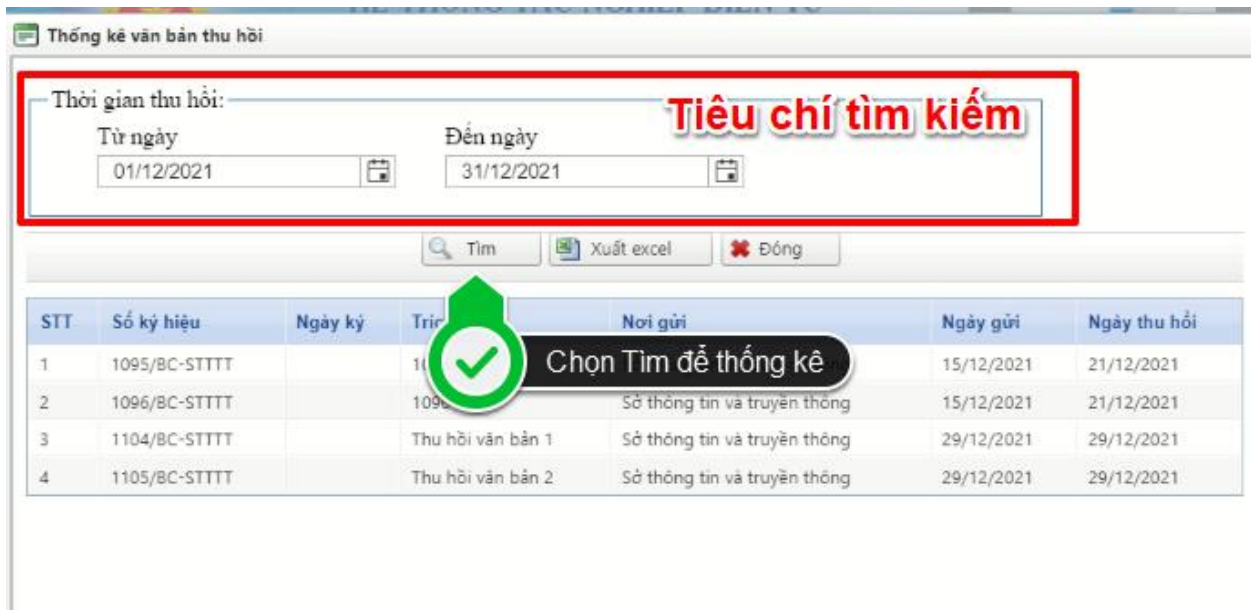 Thống kê văn bản thu hồi
Thời gian thu hồi:
Tiêu chí tìm kiếm
Từ ngày Đến ngày
01/12/2021 31/12/2021
Tìm Xuất excel Đóng
STT Số ký hiệu Ngày ký Nơi gửi Ngày gửi Ngày thu hồi
Chọn Tìm để thống kê
1 1095/BC-STTTT 15/12/2021 21/12/2021
2 1096/BC-STTTT Sở thông tin và truyền thông 15/12/2021 21/12/2021
3 1104/BC-STTTT Thu hồi văn bản 1 Sở thông tin và truyền thông 29/12/2021 29/12/2021
4 1105/BC-STTTT Thu hồi văn bản 2 Sở thông tin và truyền thông 29/12/2021 29/12/2021